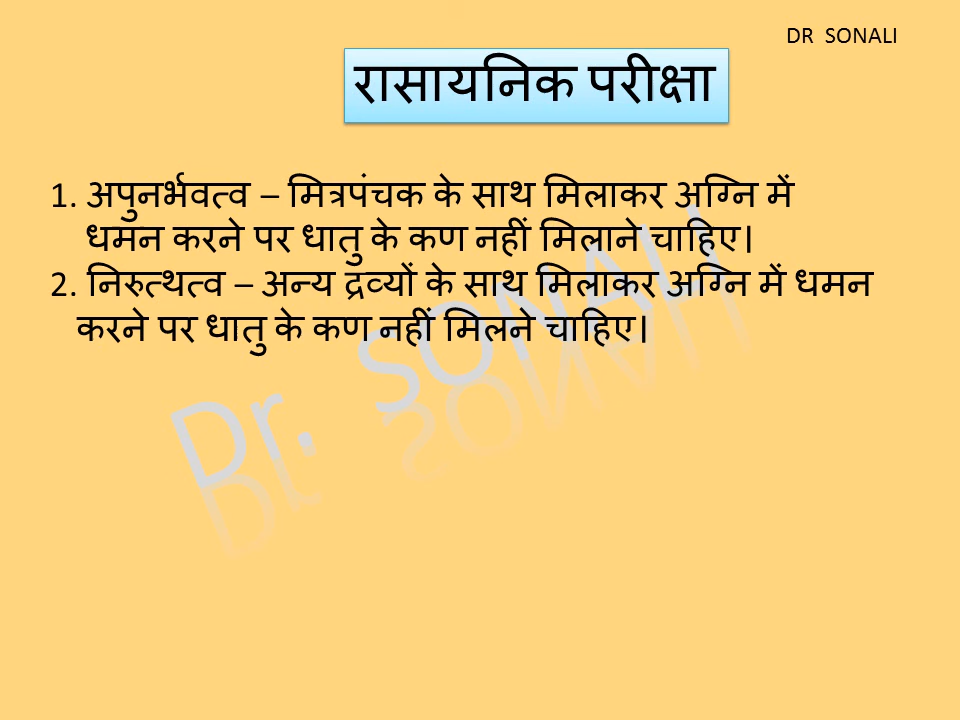 DR SONALI
रासायनिक परीक्षा
1. अपुनर्भवत्व – मित्रपंचक के साथ मिलाकर अग्नि में
धमन करने पर धातु के कण नहीं मिलाने चाहिए।
2. निरुत्थत्व – अन्य द्रव्यों के साथ मिलाकर अग्नि में धमन
करने पर धातु के कण नहीं मिलने चाहिए।
Dr. SONALI